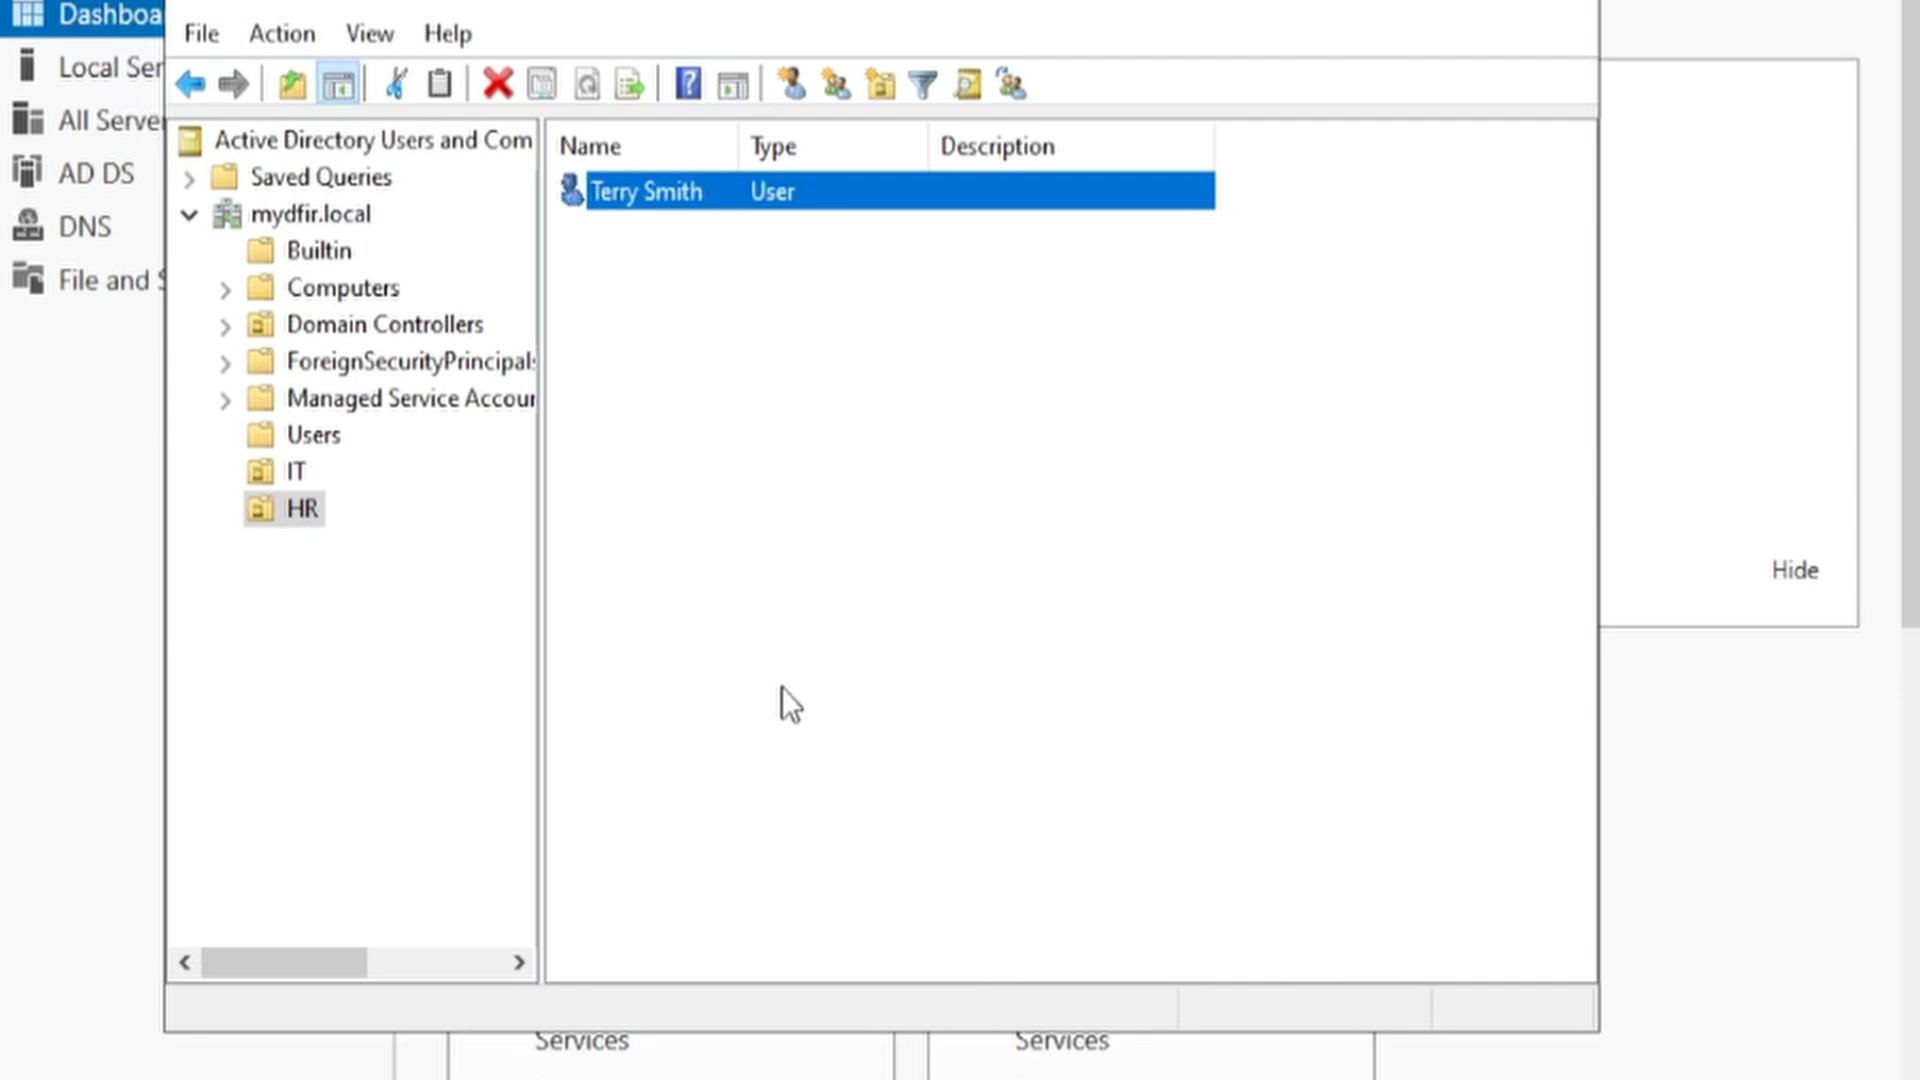 Dashboa
Local Ser
All Serve
AD DS
DNS
File and S
File Action View Help
Active Directory Users and Com
Saved Queries
mydfir.local
Builtin
Computers
Domain Controllers
ForeignSecurityPrincipals
Managed Service Accour
Users
IT
HR
Name Type Description
Terry Smith User
Hide
Services Services